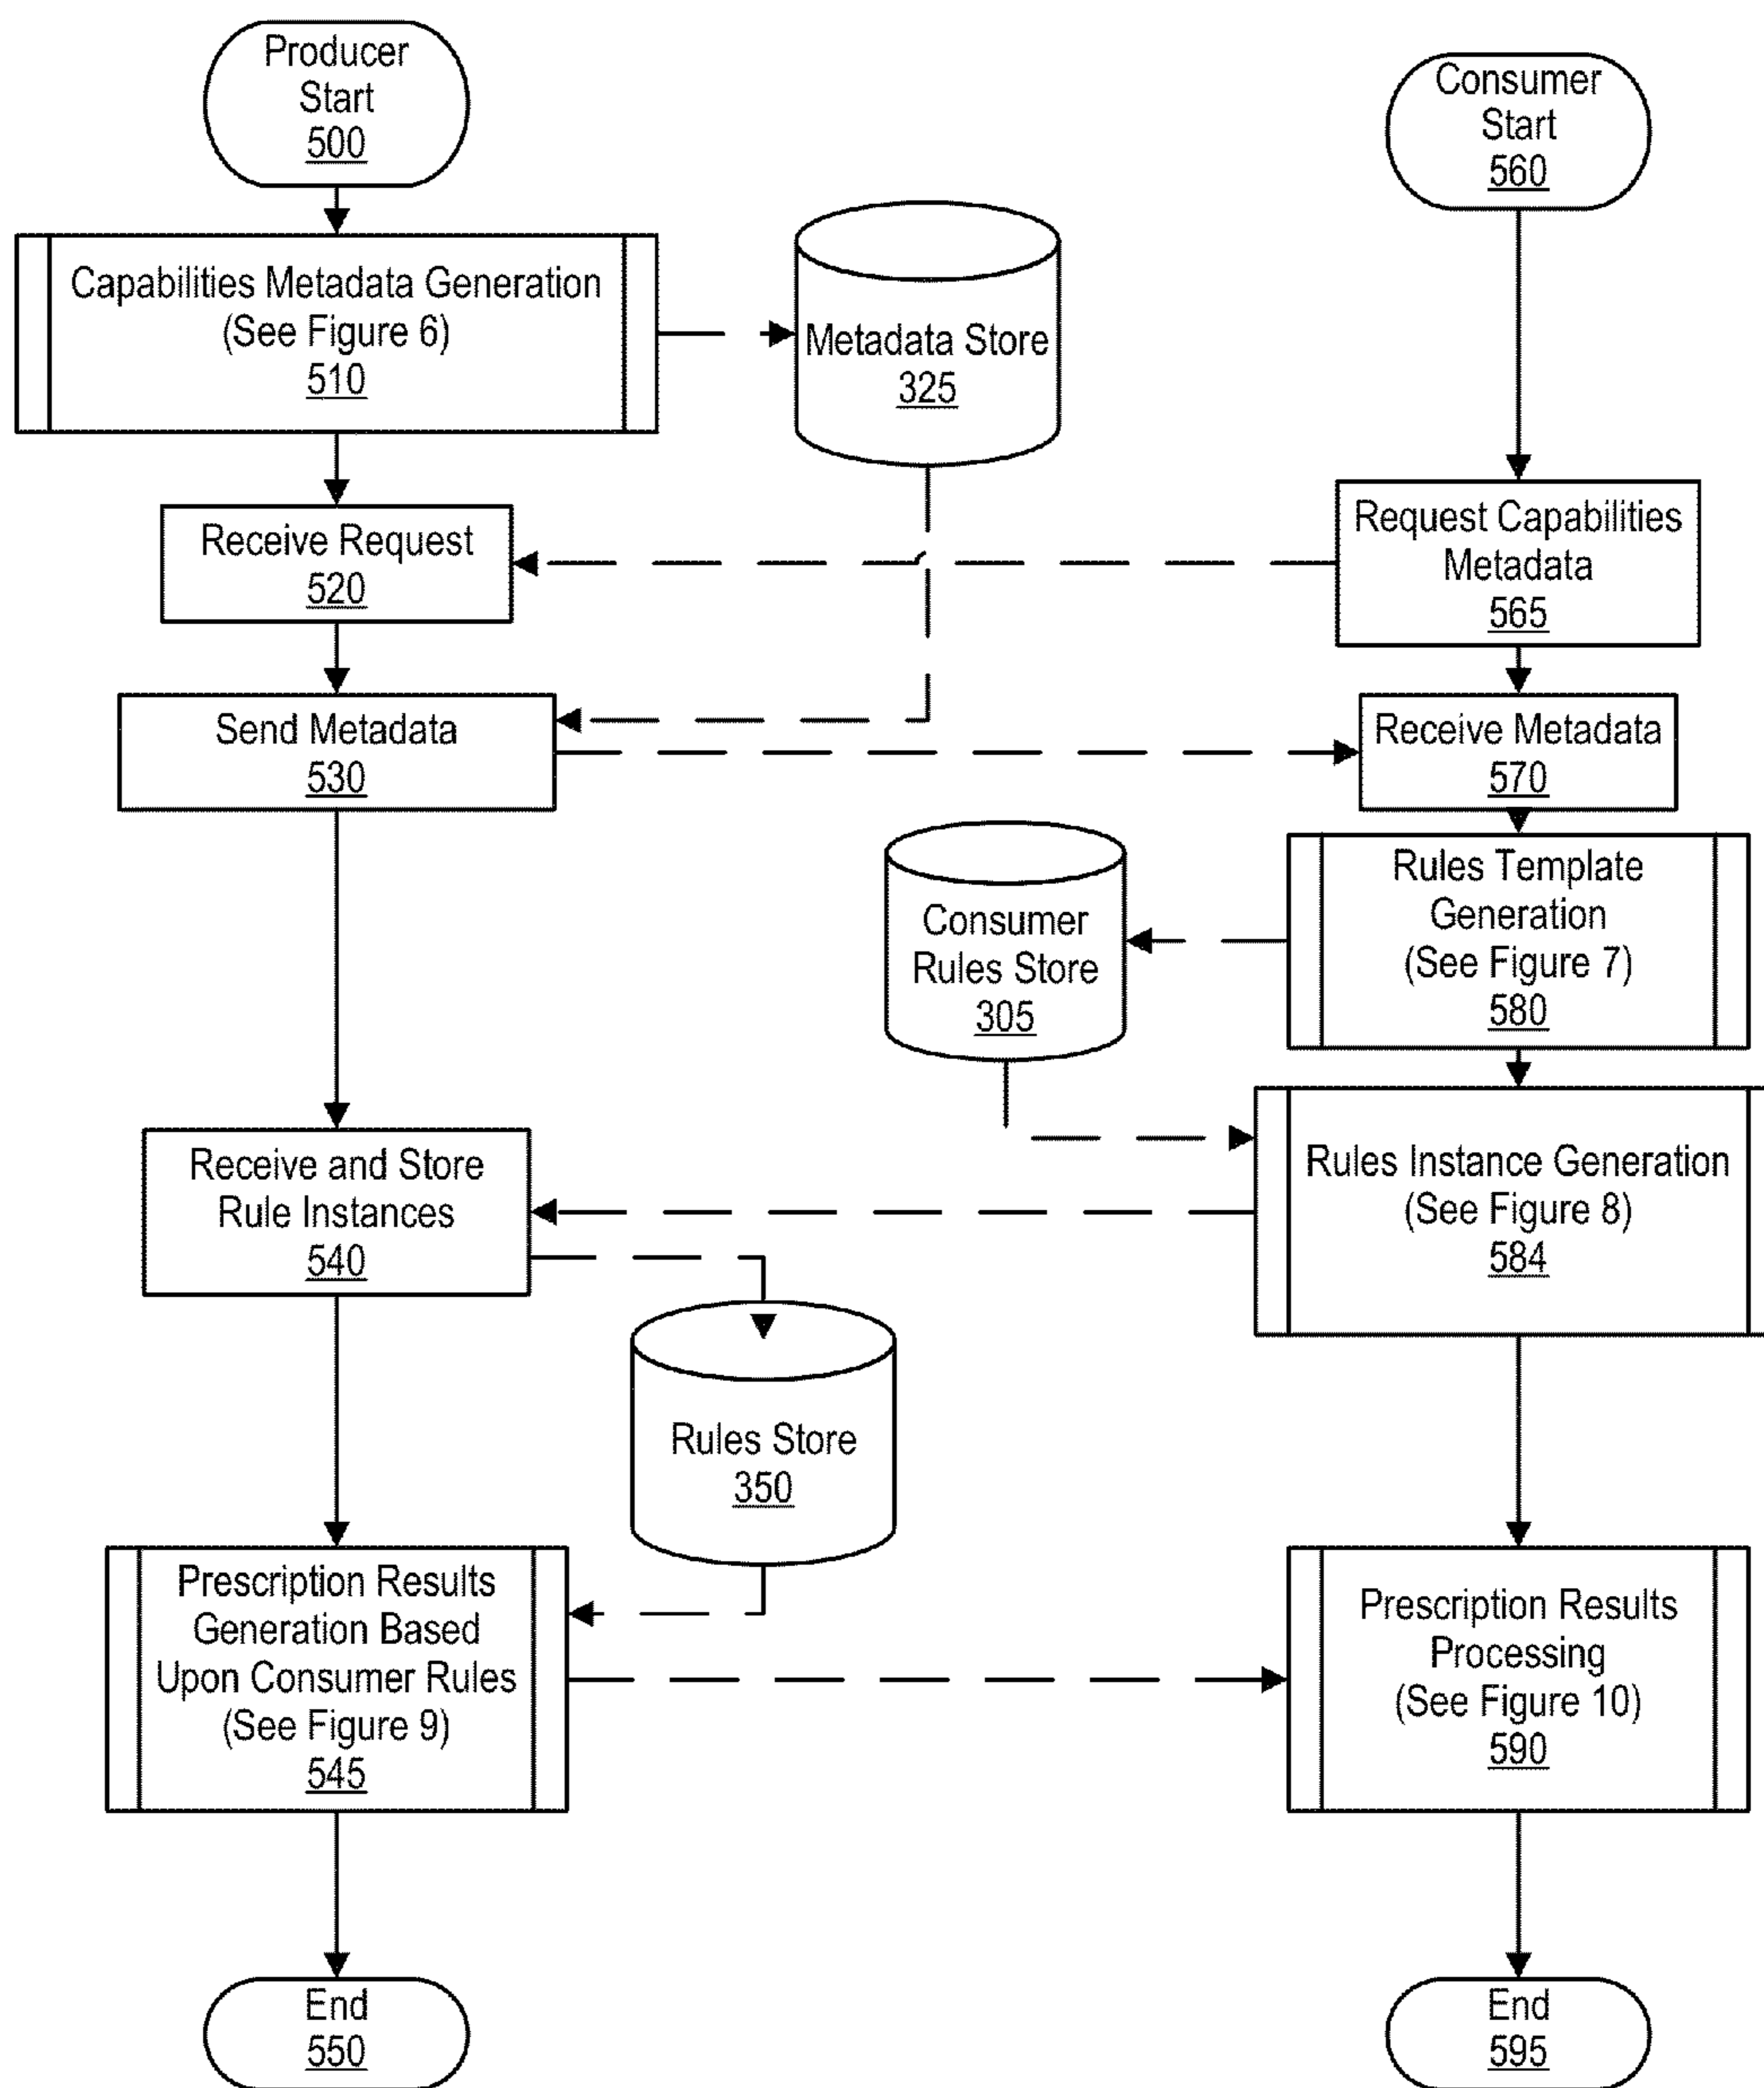 Producer
Start
500
Consumer
Start
560
Capabilities Metadata Generation
(See Figure 6)
510
Metadata Store
325
Receive Request
520
Request Capabilities
Metadata
565
Send Metadata
530
Receive Metadata
570
Consumer
Rules Store
305
Rules Template
Generation
(See Figure 7)
580
Receive and Store
Rule Instances
540
Rules Instance Generation
(See Figure 8)
584
Rules Store
350
Prescription Results
Generation Based
Upon Consumer Rules
(See Figure 9)
545
Prescription Results
Processing
(See Figure 10)
590
End
550
End
595